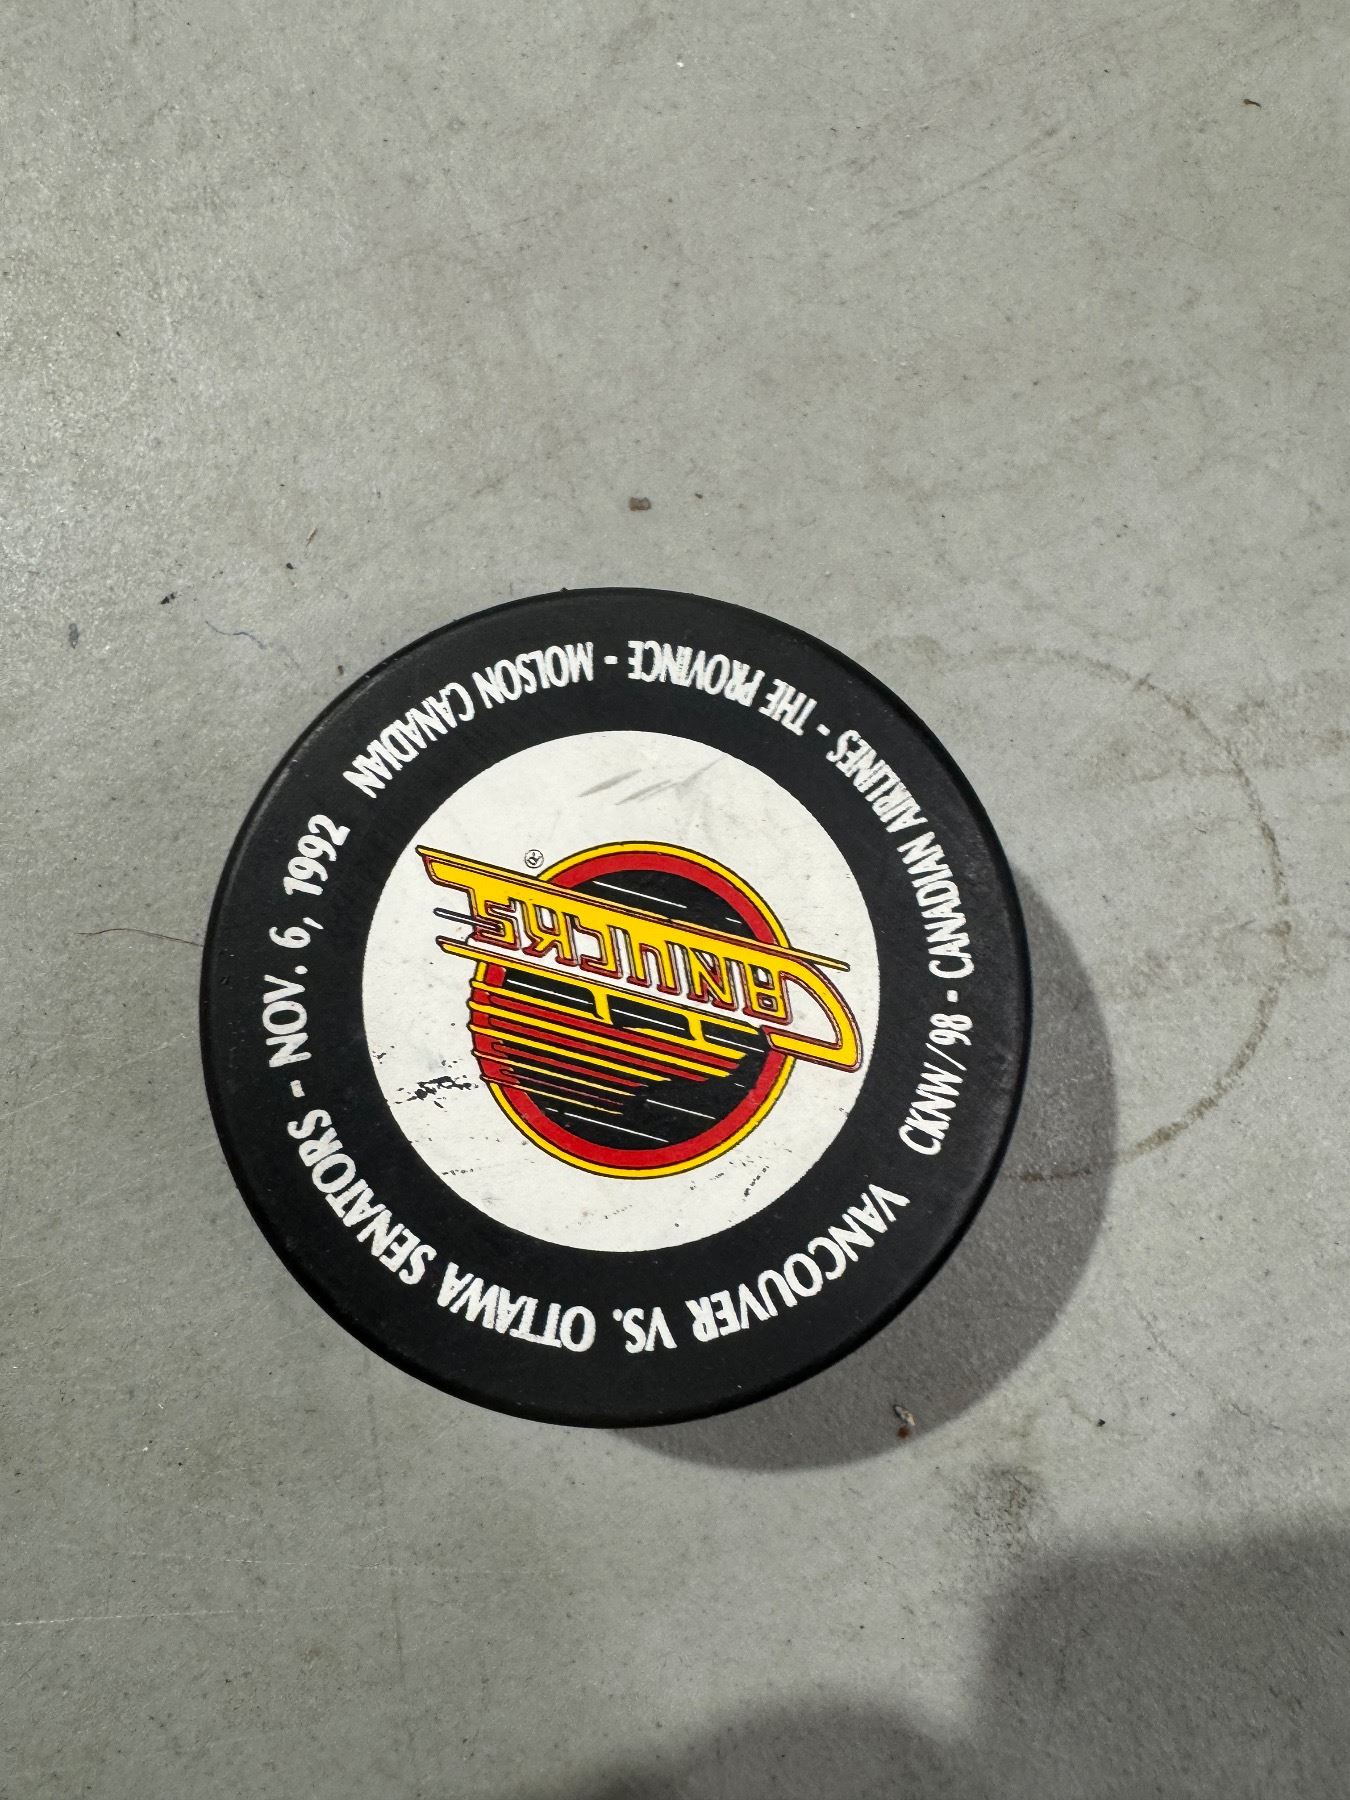 VANCOUVER VS. OTTAWA SENATORS - NOV. 6, 1992
CANUCKS
®
CKNW/98 - CANADIAN AIRLINES - THE PROVINCE - MOLSON CANADIAN